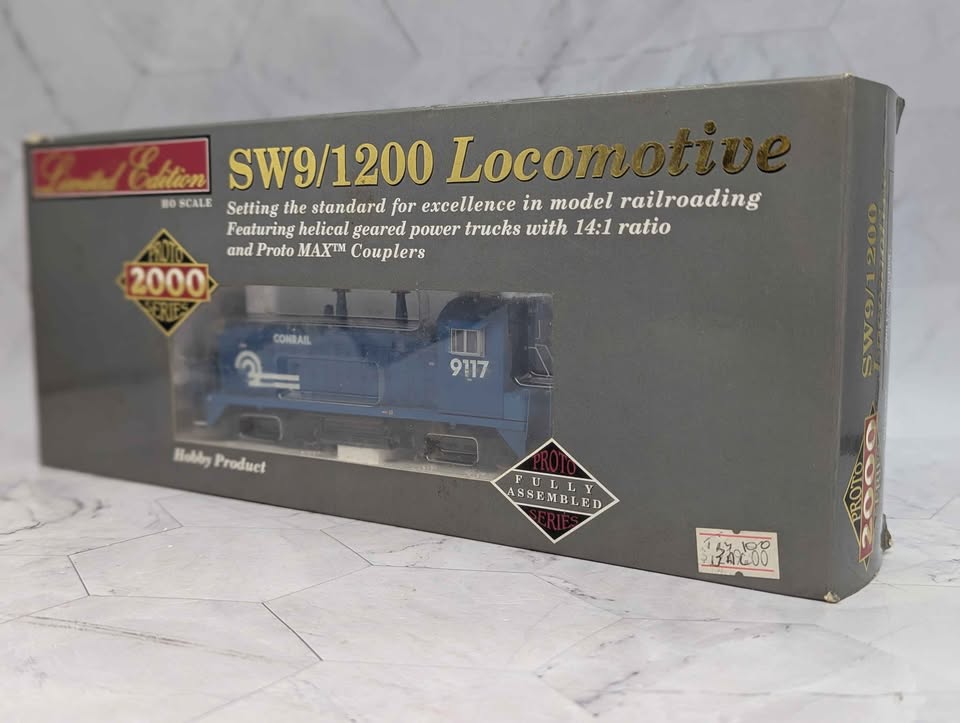 Limited Edition
HO SCALE
SW9/1200 Locomotive
Setting the standard for excellence in model railroading
Featuring helical geared power trucks with 14:1 ratio
and Proto MAX™ Couplers
PROTO
2000
SERIES
CONRAIL
9117
Hobby Product
PROTO
FULLY
ASSEMBLED
SERIES
SW9/1200
Locomotive
PROTO
2000